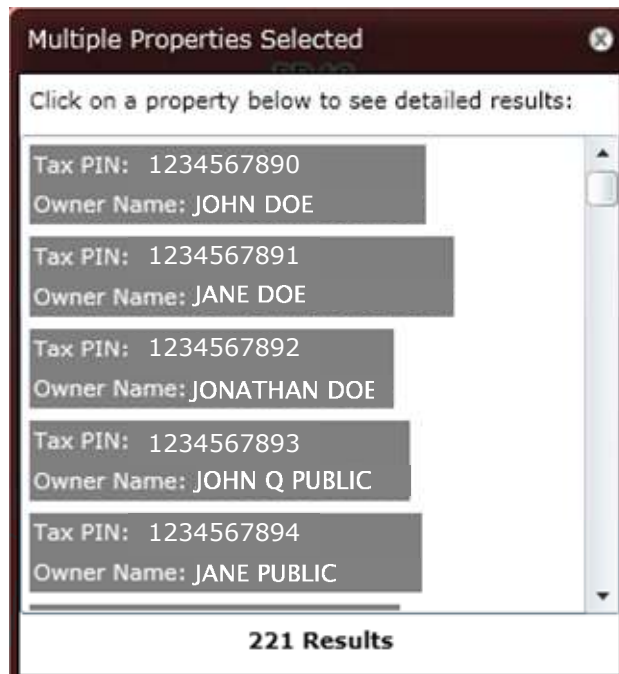 Multiple Properties Selected
Click on a property below to see detailed results:
Tax PIN: 1234567890
Owner Name: JOHN DOE
Tax PIN: 1234567891
Owner Name: JANE DOE
Tax PIN: 1234567892
Owner Name: JONATHAN DOE
Tax PIN: 1234567893
Owner Name: JOHN Q PUBLIC
Tax PIN: 1234567894
Owner Name: JANE PUBLIC
221 Results